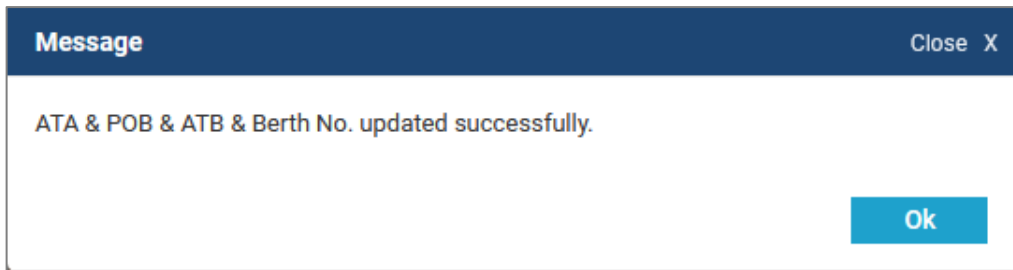 Message
Close X
ATA & POB & ATB & Berth No. updated successfully.
Ok